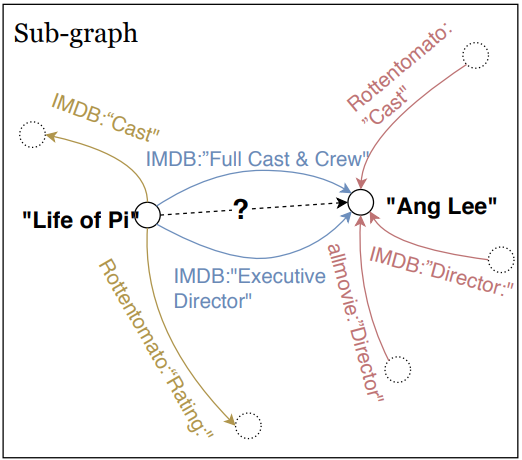 Sub-graph
Rottentomato:
"Cast"
IMDB:"Cast"
IMDB:"Full Cast & Crew"
"Life of Pi"
?
"Ang Lee"
IMDB:"Executive
Director"
IMDB:"Director:"
allmovie:"Director"
Rottentomato:"Rating:"